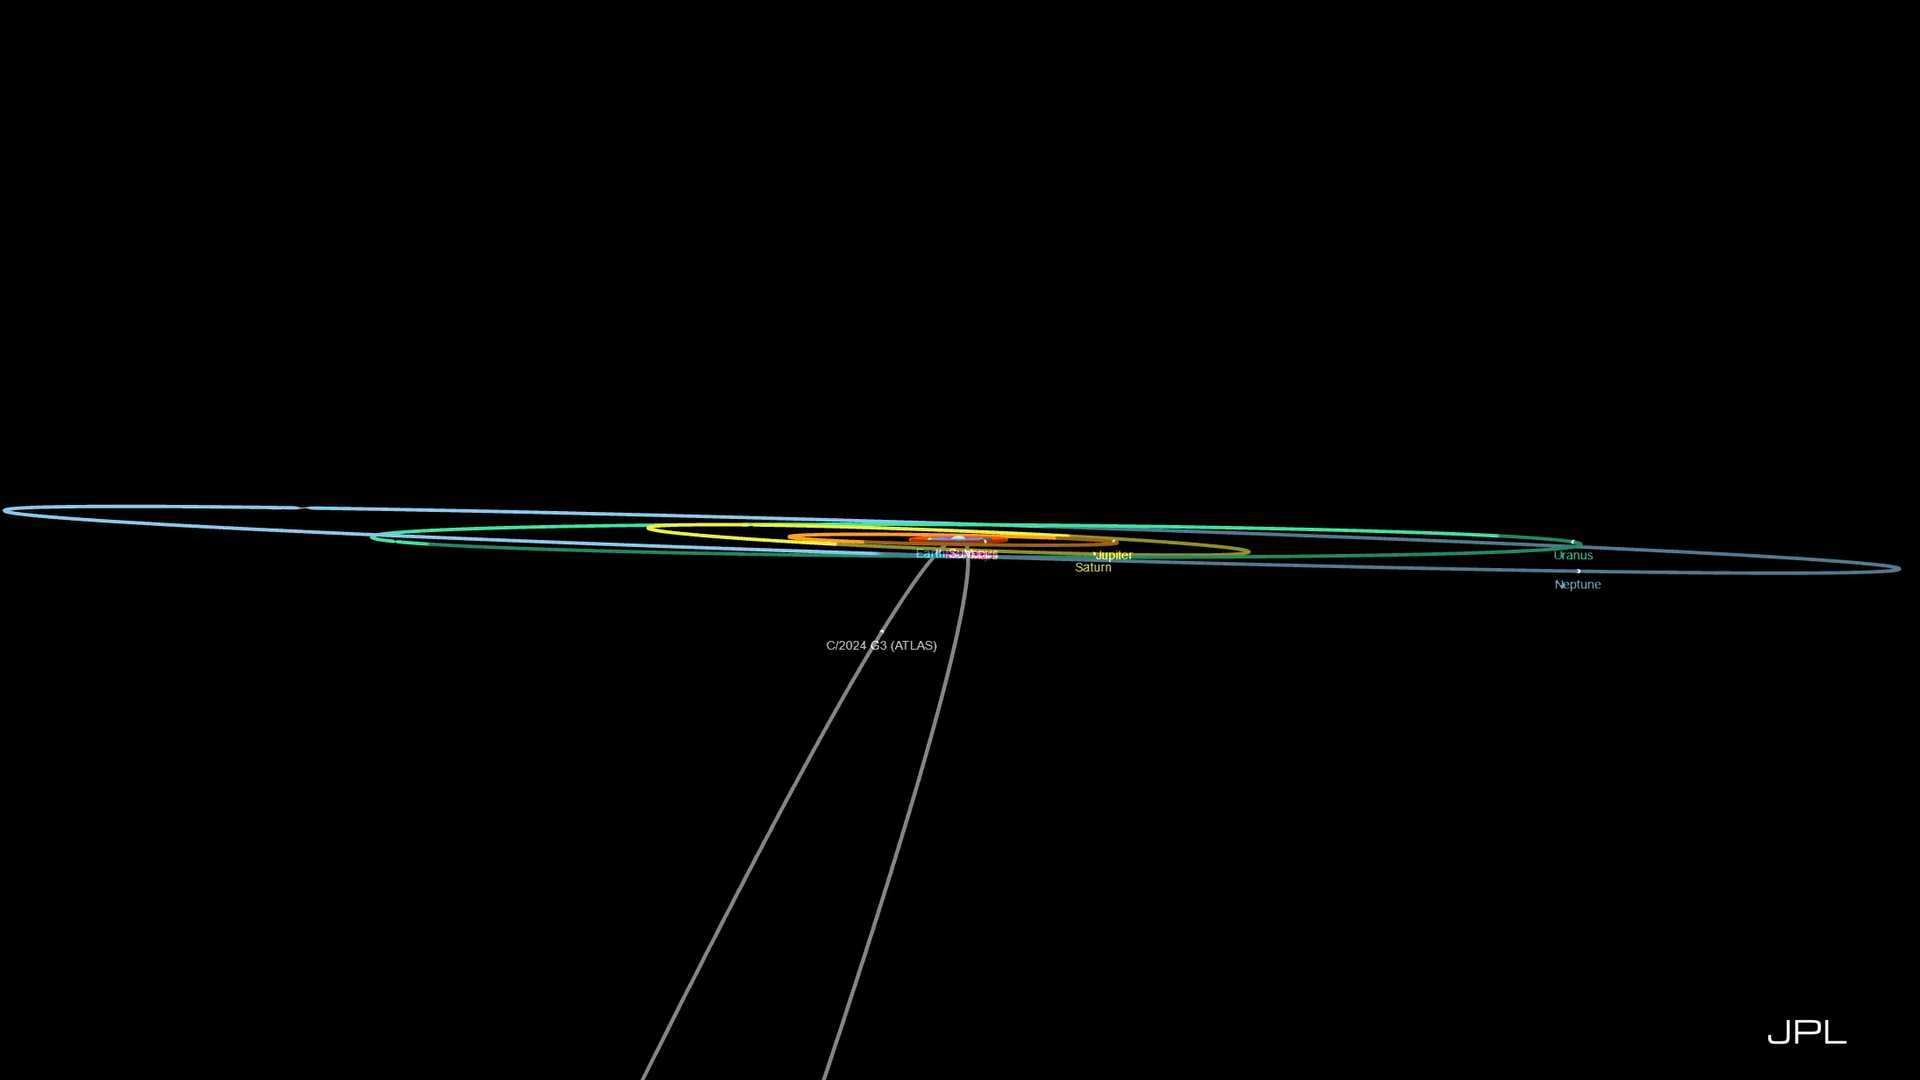 Earth
Jupiter
Uranus
Saturn
Neptune
C/2024 G3 (ATLAS)
JPL